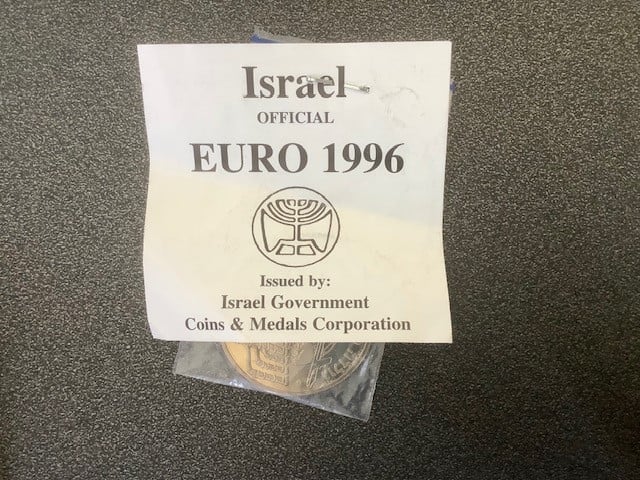 Israel
OFFICIAL
EURO 1996
Issued by:
Israel Government
Coins & Medals Corporation